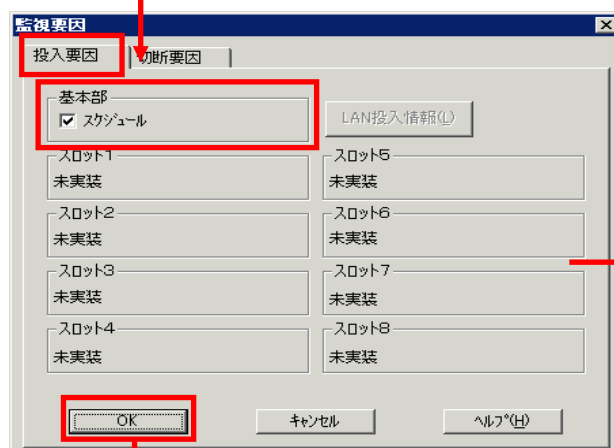 監視要因
投入要因 切断要因
基本部
スケジュール
LAN投入情報(L)
スロット1
未実装
スロット5
未実装
スロット2
未実装
スロット6
未実装
スロット3
未実装
スロット7
未実装
スロット4
未実装
スロット8
未実装
OK キャンセル ヘルプ(H)